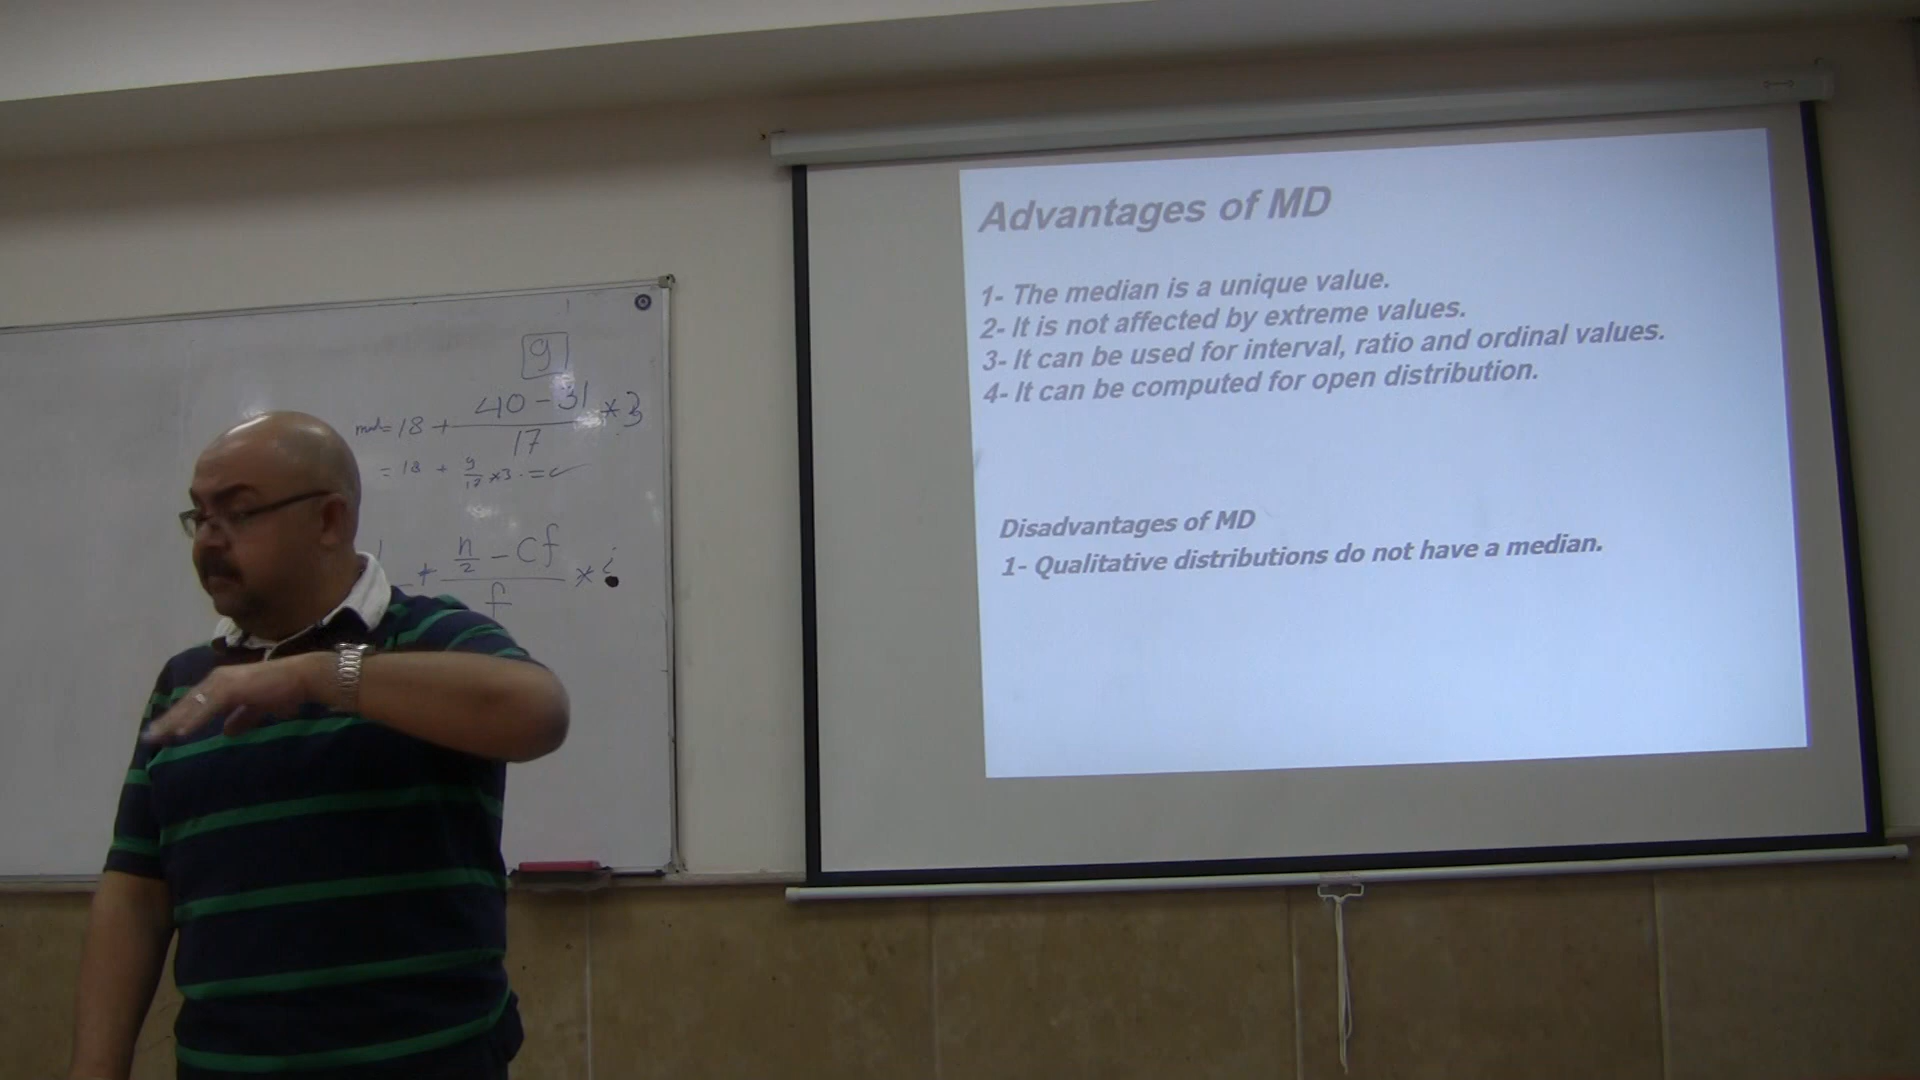 9
40 - 31
med = 18 + ———— * 3
17
= 18 + 9/17 * 3 =
+ n/2 - cf * i
f
Advantages of MD
1- The median is a unique value.
2- It is not affected by extreme values.
3- It can be used for interval, ratio and ordinal values.
4- It can be computed for open distribution.
Disadvantages of MD
1- Qualitative distributions do not have a median.